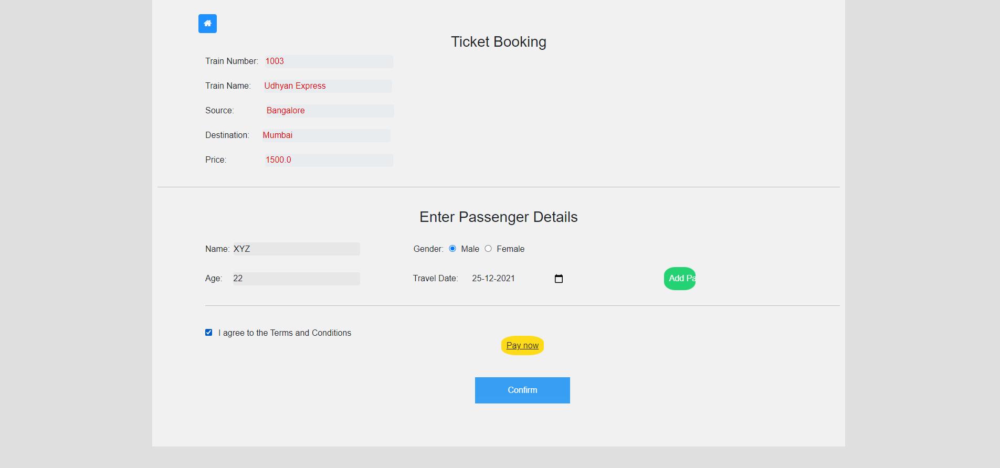 Ticket Booking
Train Number: 1003
Train Name: Udhyan Express
Source: Bangalore
Destination: Mumbai
Price: 1500.0
Enter Passenger Details
Name: XYZ Gender: Male Female
Age: 22 Travel Date: 25-12-2021 Add Pa
I agree to the Terms and Conditions
Pay now
Confirm